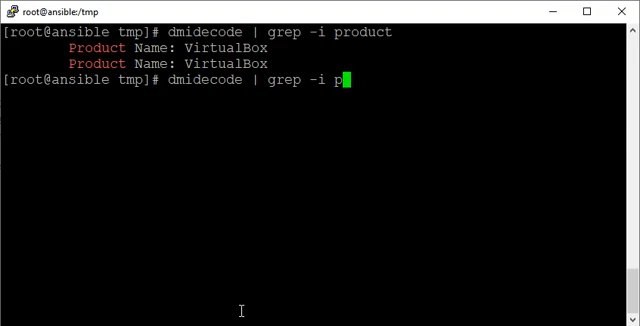 root@ansible:/tmp
[root@ansible tmp]# dmidecode | grep -i product
Product Name: VirtualBox
Product Name: VirtualBox
[root@ansible tmp]# dmidecode | grep -i p